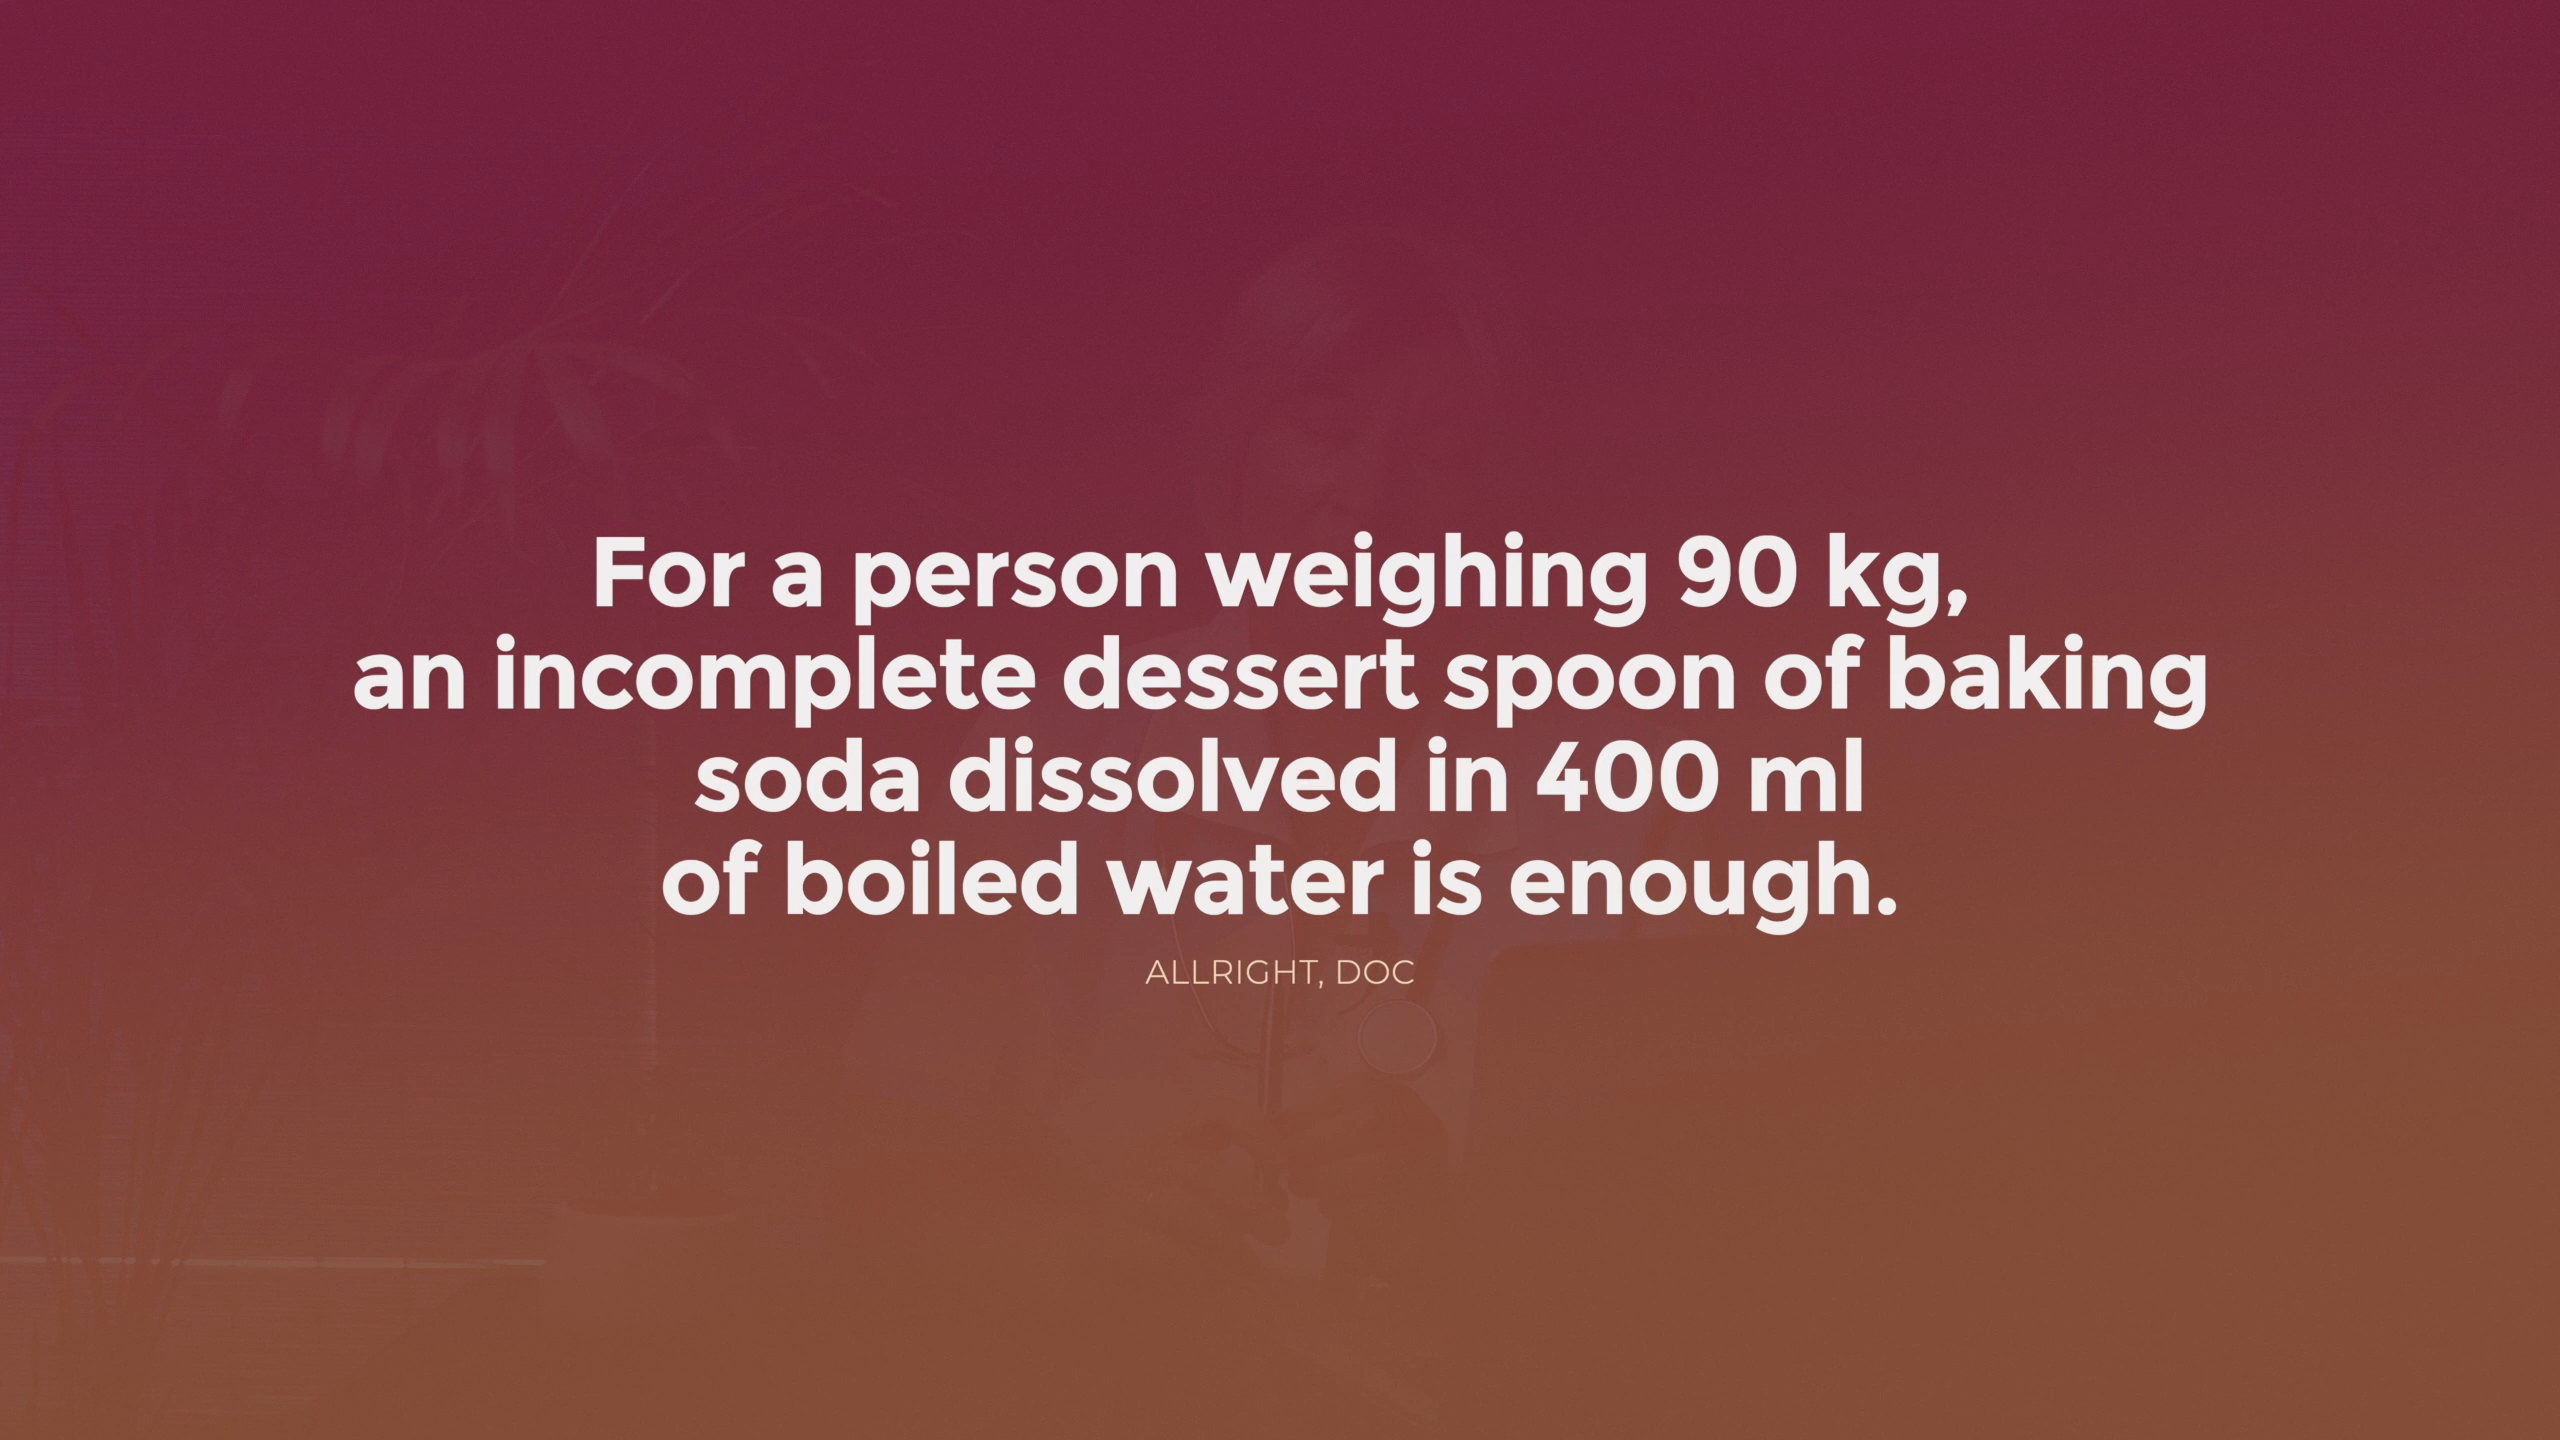 For a person weighing 90 kg,
an incomplete dessert spoon of baking
soda dissolved in 400 ml
of boiled water is enough.
ALLRIGHT, DOC